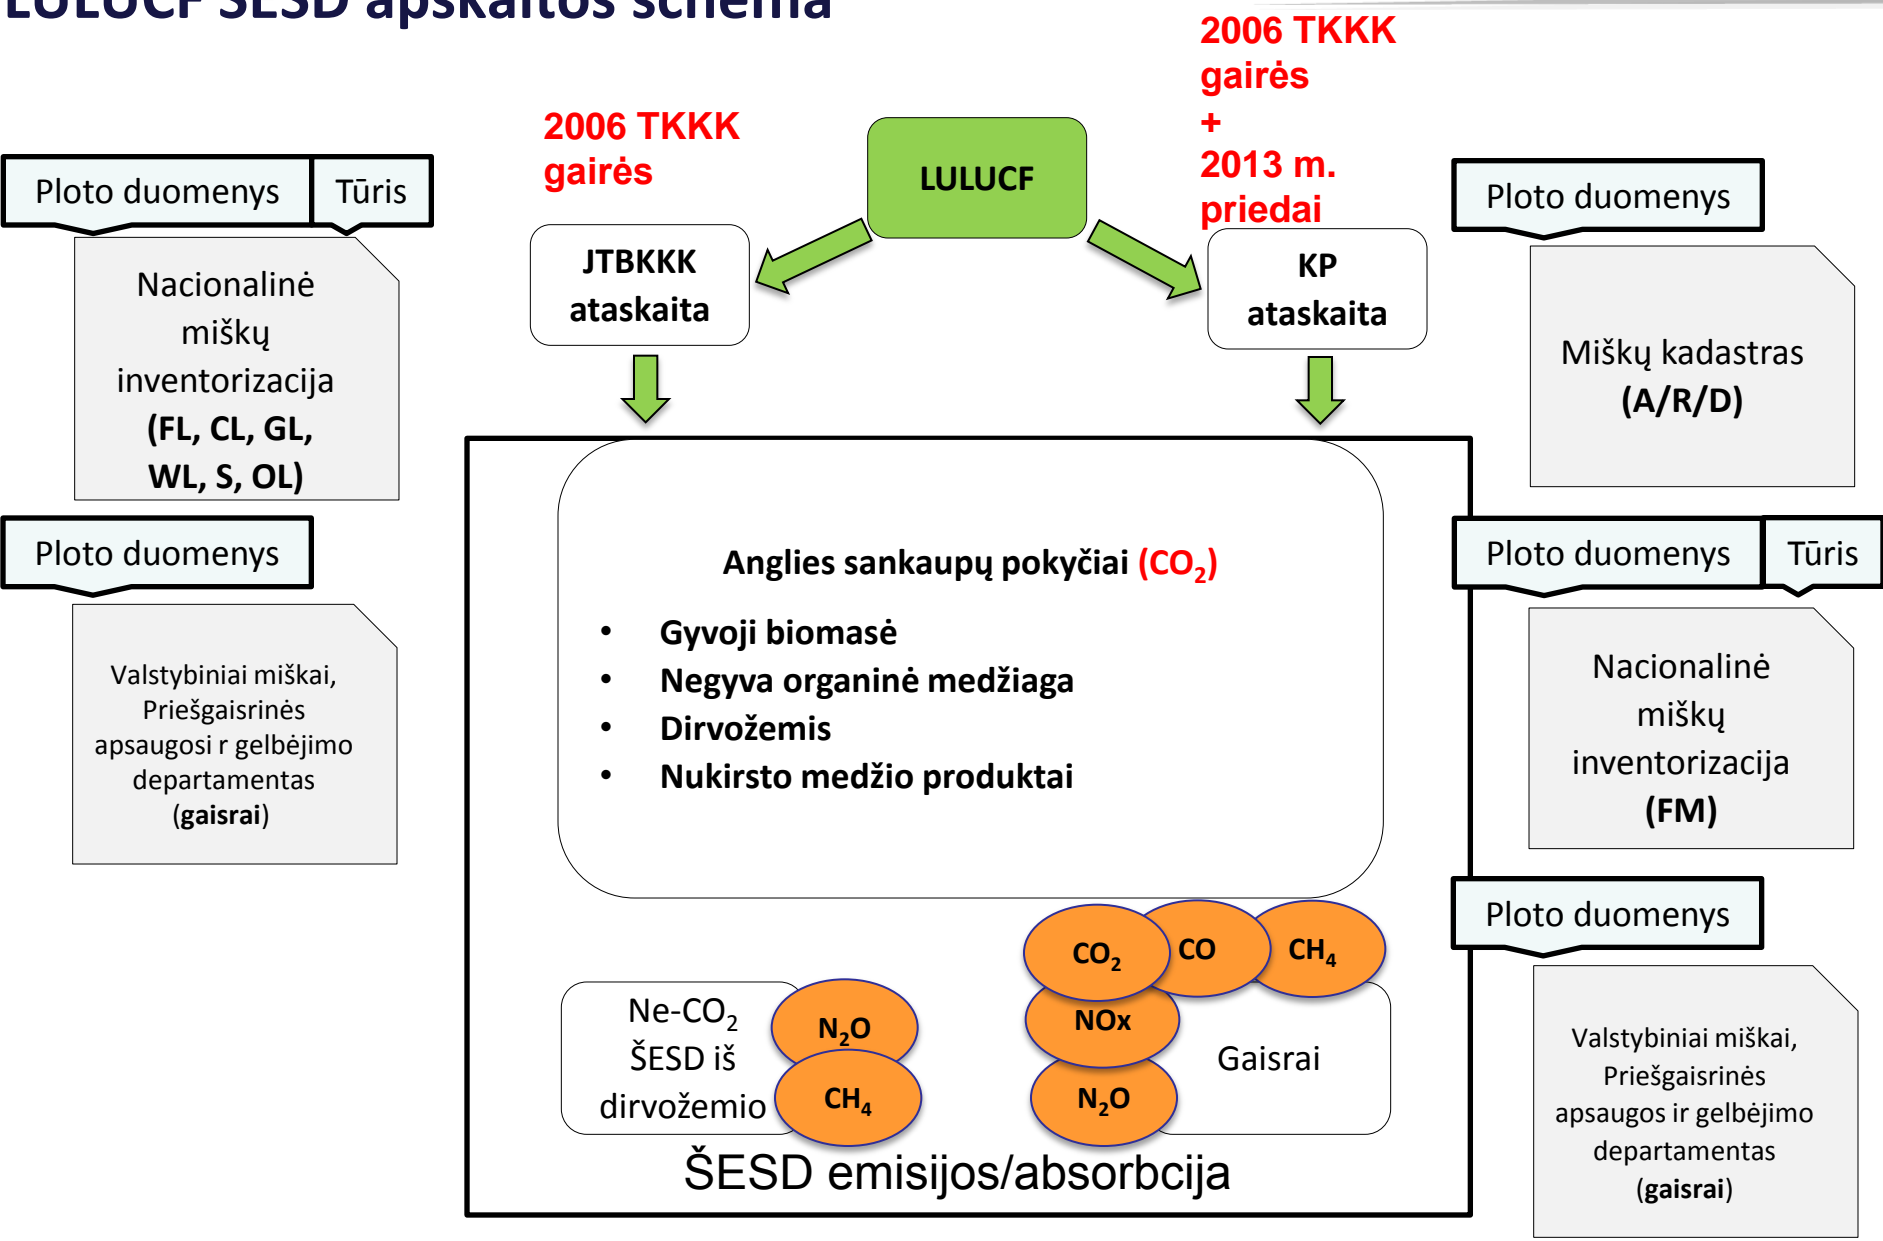 LULUCF ŠESD apskaitos schema
2006 TKKK
gairės
+
2013 m.
priedai
2006 TKKK
gairės
LULUCF
JTBKKK
ataskaita
KP
ataskaita
Ploto duomenys
Tūris
Nacionalinė
miškų
inventorizacija
(FL, CL, GL,
WL, S, OL)
Ploto duomenys
Valstybiniai miškai,
Priešgaisrinės
apsaugosi r gelbėjimo
departamentas
(gaisrai)
Anglies sankaupų pokyčiai (CO₂)
• Gyvoji biomasė
• Negyva organinė medžiaga
• Dirvožemis
• Nukirsto medžio produktai
Ne-CO₂
ŠESD iš
dirvožemio
N₂O
CH₄
CO₂
CO
CH₄
NOx
N₂O
Gaisrai
ŠESD emisijos/absorbcija
Ploto duomenys
Miškų kadastras
(A/R/D)
Ploto duomenys
Tūris
Nacionalinė
miškų
inventorizacija
(FM)
Ploto duomenys
Valstybiniai miškai,
Priešgaisrinės
apsaugos ir gelbėjimo
departamentas
(gaisrai)